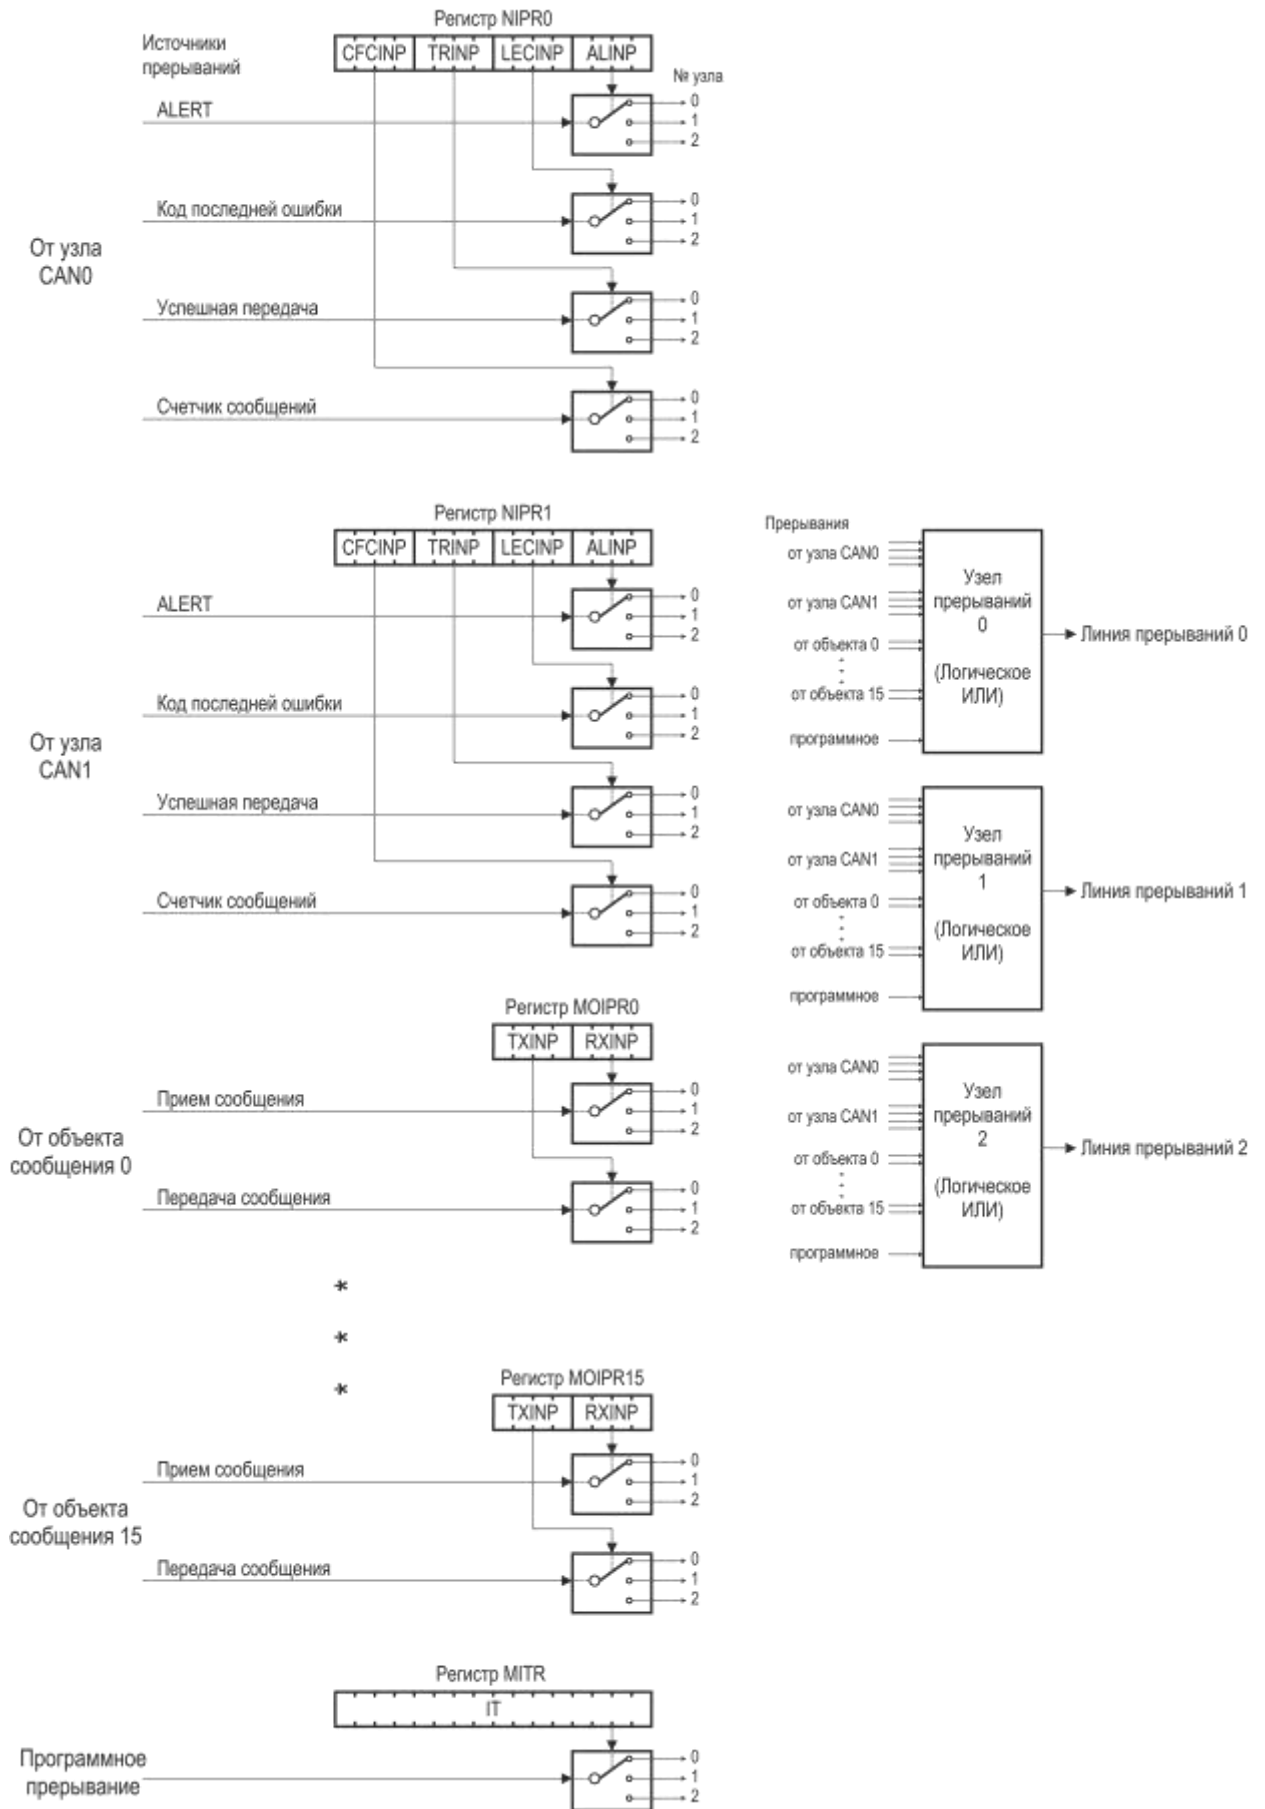 Регистр NIPR0
Источники
прерываний
CFCINP TRINP LECINP ALINP
№ узла
ALERT
0
1
2
Код последней ошибки
0
1
2
От узла
CAN0
Успешная передача
0
1
2
Счетчик сообщений
0
1
2
Регистр NIPR1
CFCINP TRINP LECINP ALINP
ALERT
0
1
2
Код последней ошибки
0
1
2
От узла
CAN1
Успешная передача
0
1
2
Счетчик сообщений
0
1
2
Регистр MOIPR0
TXINP RXINP
Прием сообщения
0
1
2
От объекта
сообщения 0
Передача сообщения
0
1
2
*
*
*
Регистр MOIPR15
TXINP RXINP
Прием сообщения
0
1
2
От объекта
сообщения 15
Передача сообщения
0
1
2
Регистр MITR
IT
Программное
прерывание
0
1
2
Прерывания
от узла CAN0
от узла CAN1
от объекта 0
от объекта 15
программное
Узел
прерываний
0
(Логическое
ИЛИ)
Линия прерываний 0
от узла CAN0
от узла CAN1
от объекта 0
от объекта 15
программное
Узел
прерываний
1
(Логическое
ИЛИ)
Линия прерываний 1
от узла CAN0
от узла CAN1
от объекта 0
от объекта 15
программное
Узел
прерываний
2
(Логическое
ИЛИ)
Линия прерываний 2